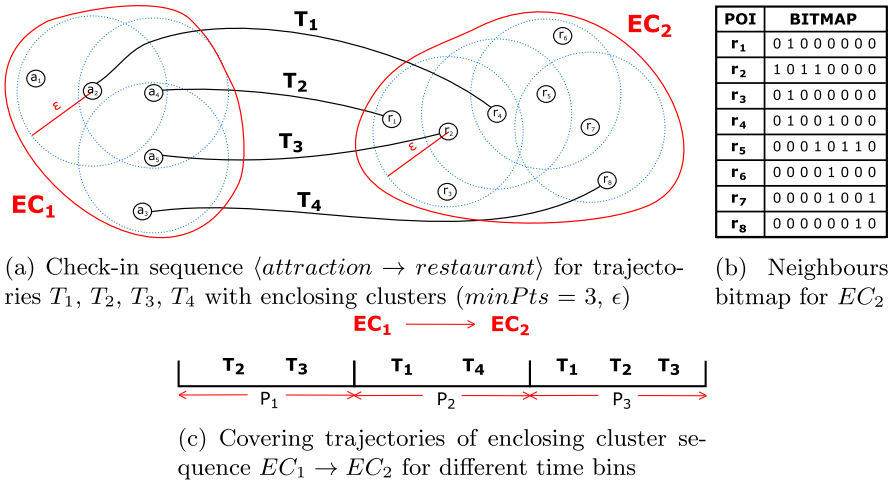 T₁
EC₂
r₆
a₁
a₂
a₄
T₂
r₅
ε
r₁
r₄
r₇
r₂
a₅
T₃
ε
r₈
r₃
EC₁
a₃
T₄
POI BITMAP
r₁ 0 1 0 0 0 0 0 0
r₂ 1 0 1 1 0 0 0 0
r₃ 0 1 0 0 0 0 0 0
r₄ 0 1 0 0 1 0 0 0
r₅ 0 0 0 1 0 1 1 0
r₆ 0 0 0 0 1 0 0 0
r₇ 0 0 0 0 1 0 0 1
r₈ 0 0 0 0 0 0 1 0
(a) Check-in sequence ⟨attraction → restaurant⟩ for trajecto-
ries T₁, T₂, T₃, T₄ with enclosing clusters (minPts = 3, ϵ)
(b) Neighbours
bitmap for EC₂
EC₁ → EC₂
T₂ T₃ T₁ T₄ T₁ T₂ T₃
P₁ P₂ P₃
(c) Covering trajectories of enclosing cluster se-
quence EC₁ → EC₂ for different time bins